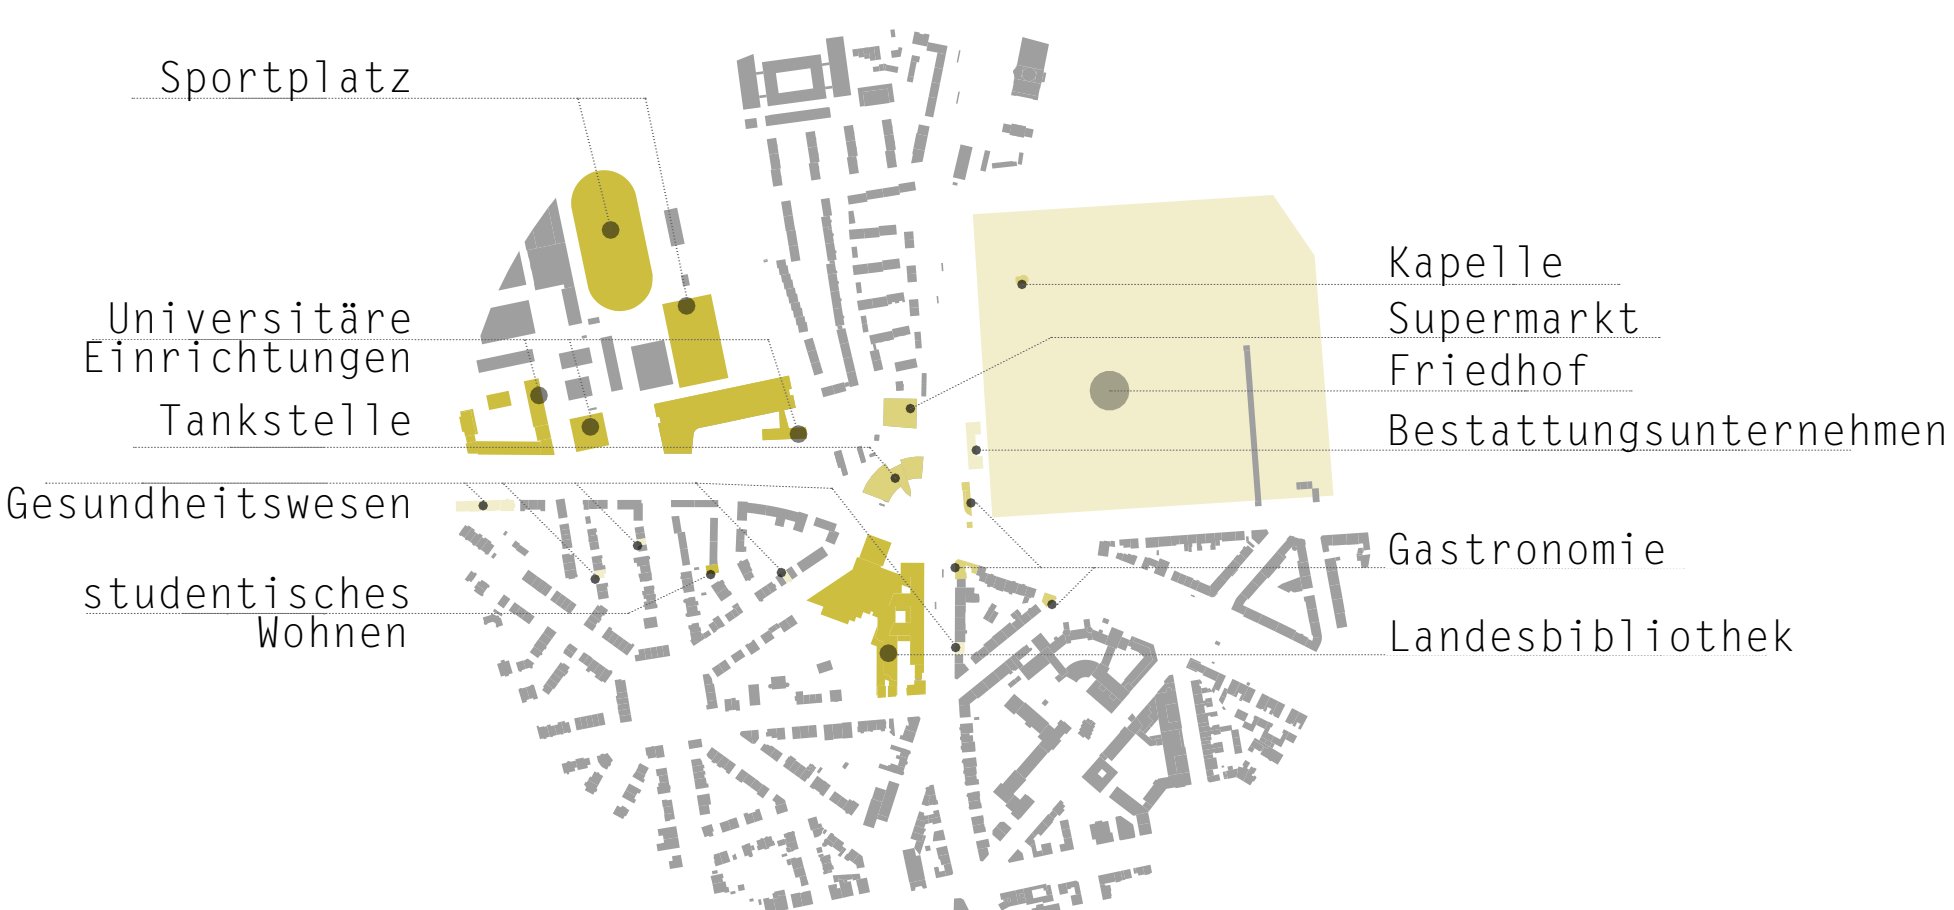 Sportplatz
Universitäre
Einrichtungen
Tankstelle
Gesundheitswesen
studentisches
Wohnen
Kapelle
Supermarkt
Friedhof
Bestattungsunternehmen
Gastronomie
Landesbibliothek